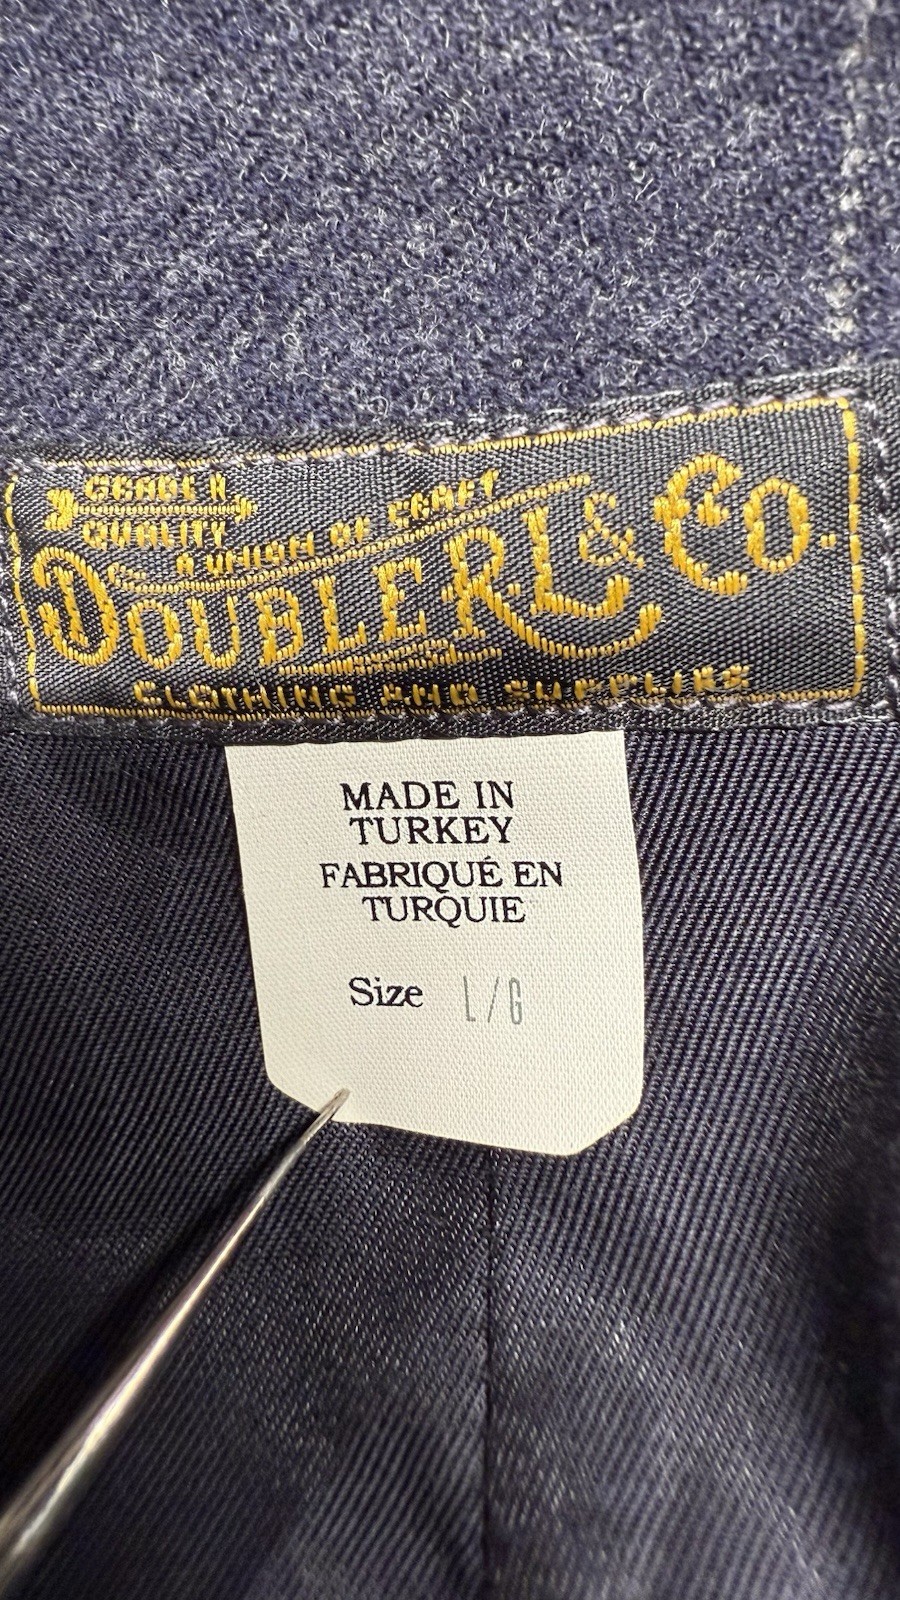 GRADE A
QUALITY
A UNION OF CRAFT
DOUBLE RL & CO.
CLOTHING AND SUPPLIES
MADE IN
TURKEY
FABRIQUÉ EN
TURQUIE
Size L/G